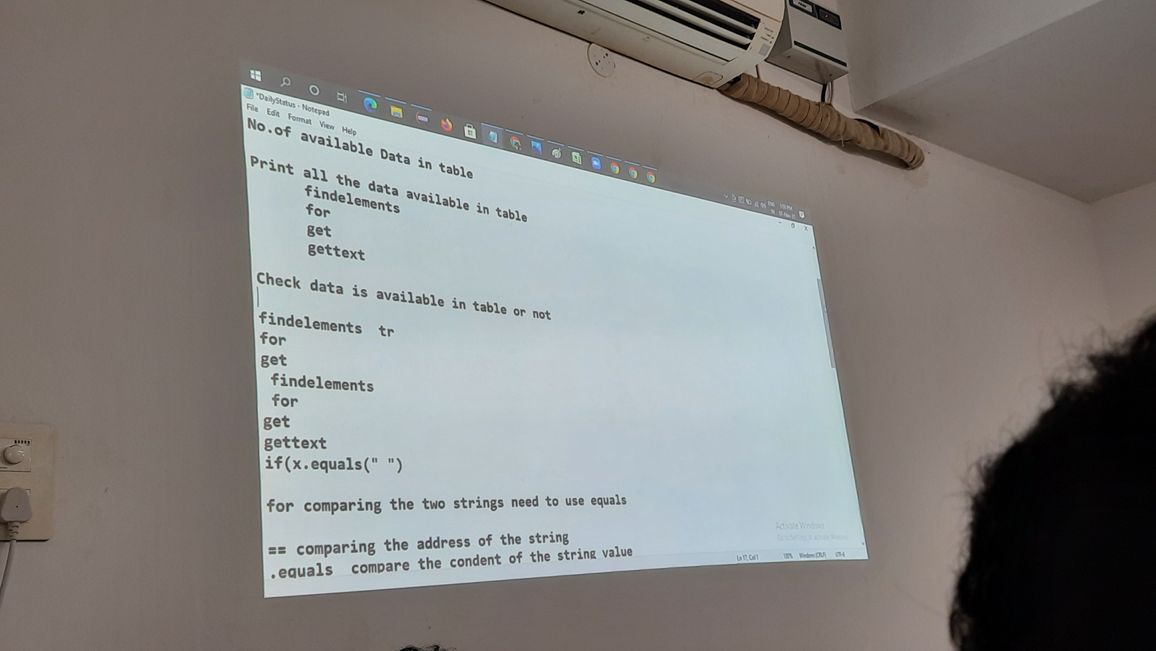 *DailyStatus - Notepad
File Edit Format View Help
No.of available Data in table
Print all the data available in table
findelements
for
get
gettext
Check data is available in table or not
findelements tr
for
get
findelements
for
get
gettext
if(x.equals(" ")
for comparing the two strings need to use equals
== comparing the address of the string
.equals compare the condent of the string value
Activate Windows
Go to Settings to activate Windows.
Ln 17, Col 1 100% Windows (CRLF) UTF-8